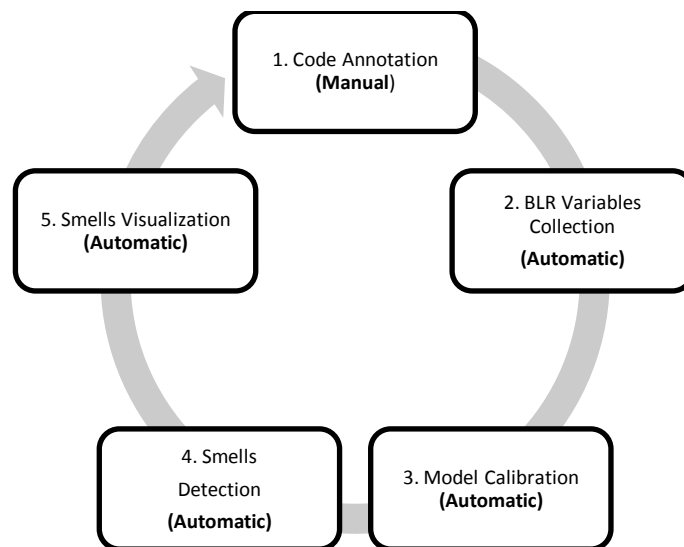 1. Code Annotation
(Manual)
2. BLR Variables
Collection
(Automatic)
3. Model Calibration
(Automatic)
4. Smells
Detection
(Automatic)
5. Smells Visualization
(Automatic)